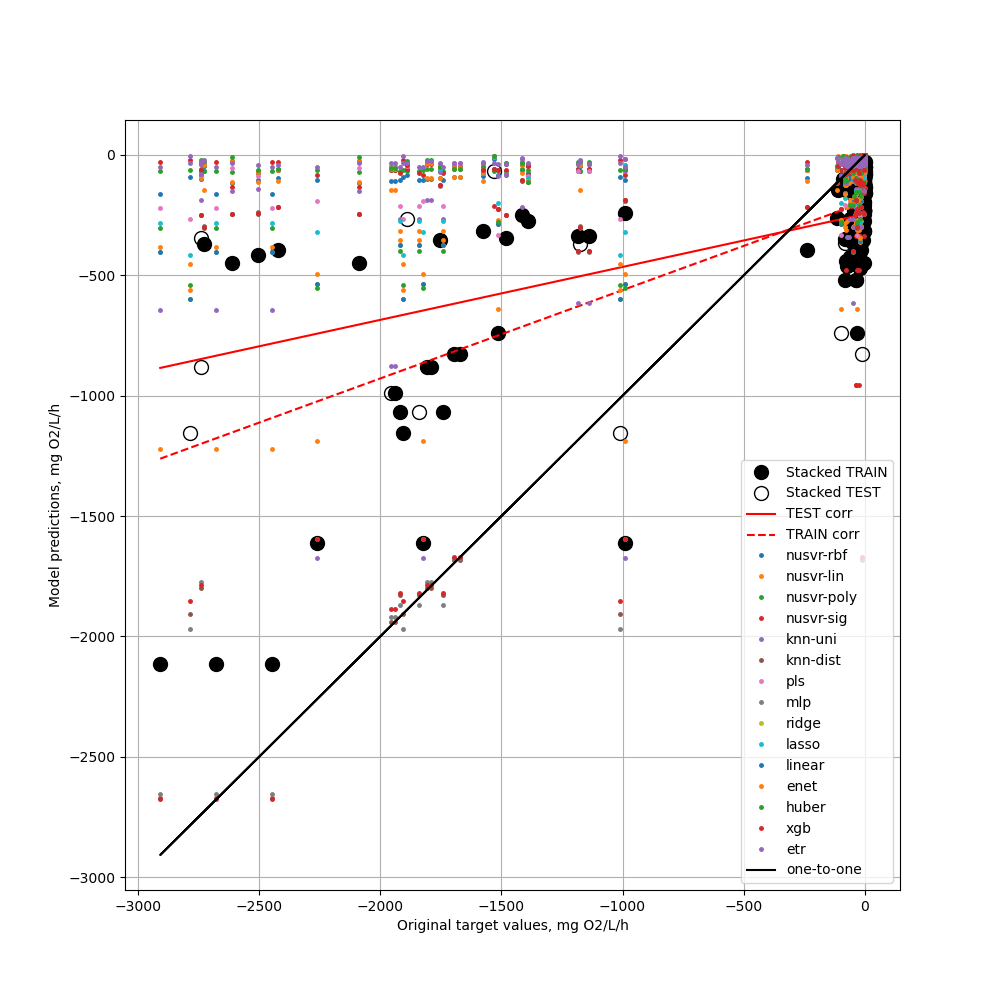 0
−500
−1000
−1500
−2000
−2500
−3000
Model predictions, mg O2/L/h
−3000 −2500 −2000 −1500 −1000 −500 0
Original target values, mg O2/L/h
Stacked TRAIN
Stacked TEST
TEST corr
TRAIN corr
nusvr-rbf
nusvr-lin
nusvr-poly
nusvr-sig
knn-uni
knn-dist
pls
mlp
ridge
lasso
linear
enet
huber
xgb
etr
one-to-one